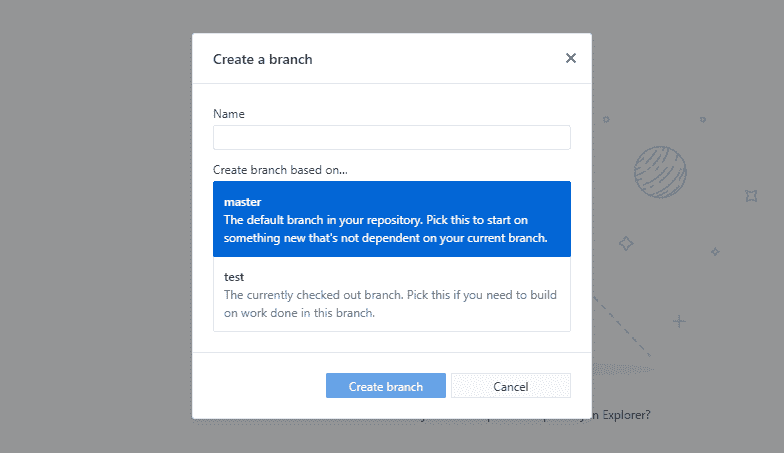 Create a branch
Name
Create branch based on...
master
The default branch in your repository. Pick this to start on
something new that's not dependent on your current branch.
test
The currently checked out branch. Pick this if you need to build
on work done in this branch.
Create branch
Cancel
Explorer?